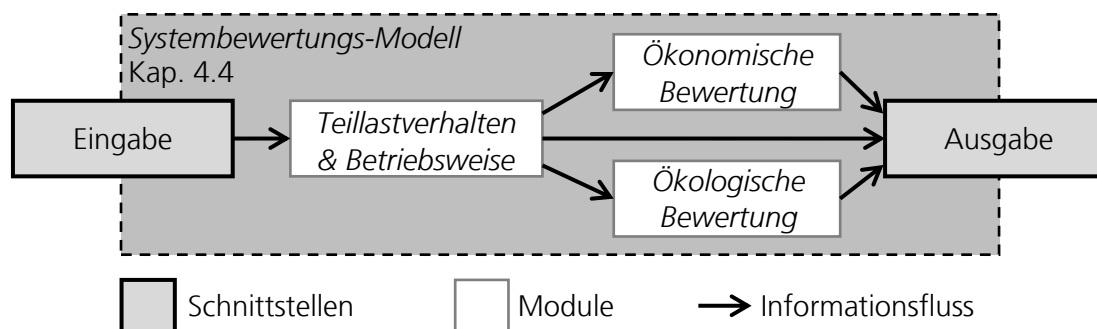 Systembewertungs-Modell
Kap. 4.4
Eingabe
Teillastverhalten
& Betriebsweise
Ökonomische
Bewertung
Ökologische
Bewertung
Ausgabe
Schnittstellen
Module
Informationsfluss